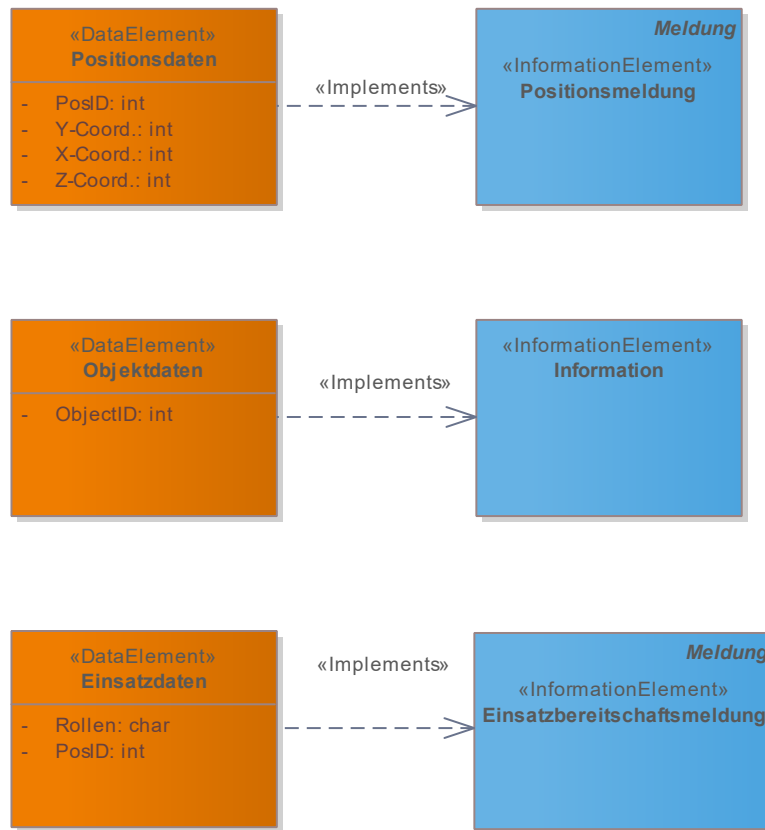 «DataElement»
Positionsdaten
- PosID: int
- Y-Coord.: int
- X-Coord.: int
- Z-Coord.: int
«Implements»
Meldung
«InformationElement»
Positionsmeldung
«DataElement»
Objektdaten
- ObjectID: int
«Implements»
«InformationElement»
Information
«DataElement»
Einsatzdaten
- Rollen: char
- PosID: int
«Implements»
Meldung
«InformationElement»
Einsatzbereitschaftsmeldung